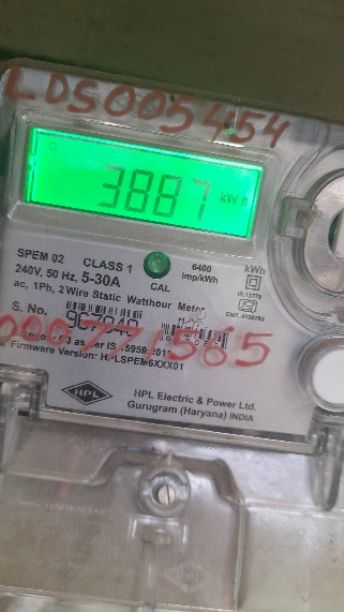 LDS005454
3887 kWh
SPEM 02 CLASS 1
240V, 50 Hz, 5-30A
CAL
6400
imp/kWh
kWh
ac, 1Ph, 2 Wire Static Watthour Meter
S. No.
Firmware Version: HPLSPEM6XXX01
HPL
HPL Electric & Power Ltd.
Gurugram (Haryana) INDIA